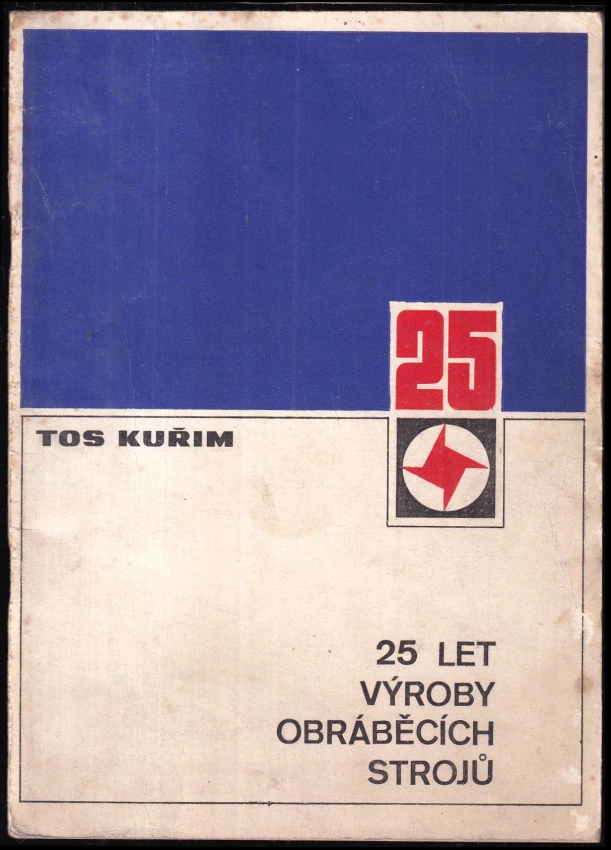 25
TOS KUŘIM
25 LET
VÝROBY
OBRÁBĚCÍCH
STROJŮ